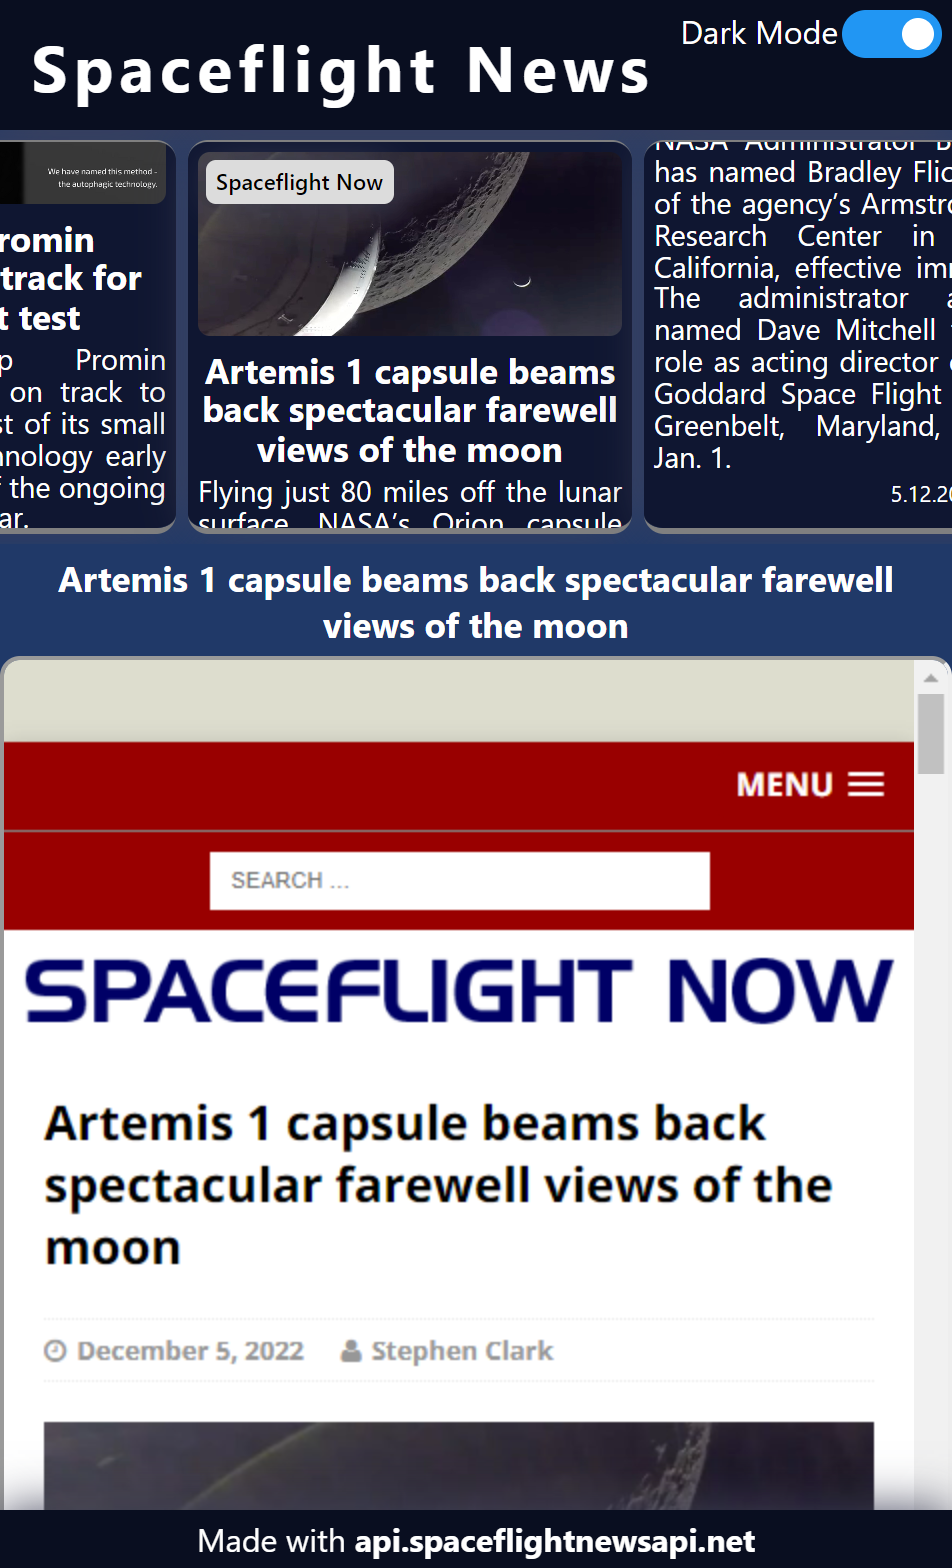 Spaceflight News
Dark Mode
We have named this method -
the autophagic technology.
romin
track for
t test
p Promin
on track to
st of its small
nnology early
f the ongoing
ar.
Spaceflight Now
Artemis 1 capsule beams
back spectacular farewell
views of the moon
Flying just 80 miles off the lunar
surface, NASA’s Orion capsule
NASA Administrator B
has named Bradley Flic
of the agency’s Armstro
Research Center in
California, effective imm
The administrator a
named Dave Mitchell
role as acting director
Goddard Space Flight
Greenbelt, Maryland,
Jan. 1.
5.12.20
Artemis 1 capsule beams back spectacular farewell
views of the moon
MENU
SEARCH ...
SPACEFLIGHT NOW
Artemis 1 capsule beams back
spectacular farewell views of the
moon
December 5, 2022 Stephen Clark
Made with api.spaceflightnewsapi.net